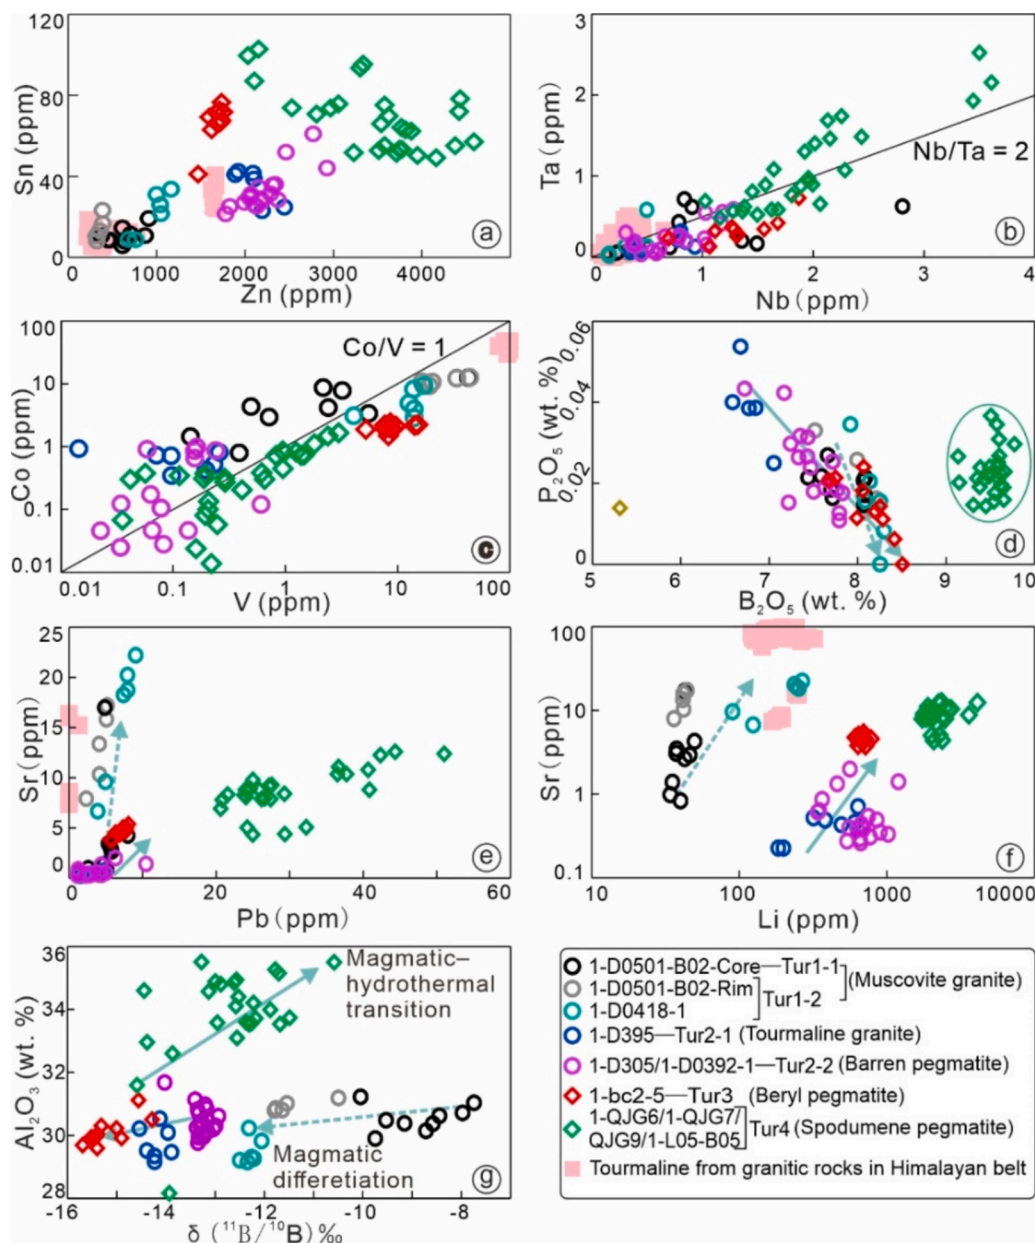 120
80
40
0
Sn (ppm)
0 1000 2000 3000 4000
Zn (ppm)
a
3
2
1
0
Ta (ppm)
Nb/Ta = 2
0 1 2 3 4
Nb (ppm)
b
100
10
1
0.1
0.01
Co (ppm)
Co/V = 1
0.01 0.1 1 10 100
V (ppm)
c
0.06
0.04
0.02
0
P₂O₅ (wt. %)
5 6 7 8 9 10
B₂O₅ (wt. %)
d
25
20
15
10
5
0
Sr (ppm)
0 20 40 60
Pb (ppm)
e
100
10
1
0.1
Sr (ppm)
10 100 1000 10000
Li (ppm)
f
36
34
32
30
28
Al₂O₃ (wt. %)
Magmatic–
hydrothermal
transition
Magmatic
differetiation
-16 -14 -12 -10 -8
δ (¹¹B/¹⁰B)‰
g
1-D0501-B02-Core—Tur1-1
1-D0501-B02-Rim
1-D0418-1
Tur1-2
(Muscovite granite)
1-D395—Tur2-1 (Tourmaline granite)
1-D305/1-D0392-1—Tur2-2 (Barren pegmatite)
1-bc2-5—Tur3 (Beryl pegmatite)
1-QJG6/1-QJG7/
QJG9/1-L05-B05
Tur4 (Spodumene pegmatite)
Tourmaline from granitic rocks in Himalayan belt